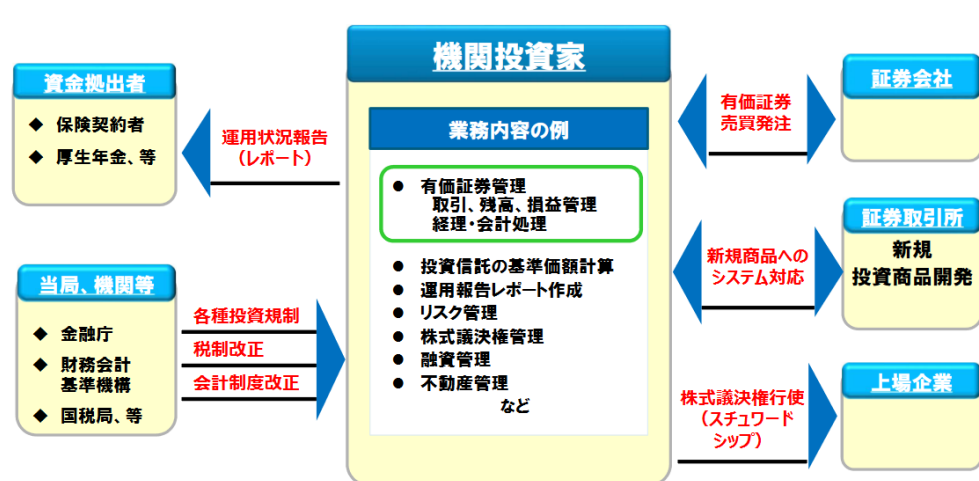 機関投資家
資金拠出者
◆ 保険契約者
◆ 厚生年金、等
運用状況報告
（レポート）
当局、機関等
◆ 金融庁
◆ 財務会計
基準機構
◆ 国税局、等
各種投資規制
税制改正
会計制度改正
業務内容の例
● 有価証券管理
取引、残高、損益管理
経理・会計処理
● 投資信託の基準価額計算
● 運用報告レポート作成
● リスク管理
● 株式議決権管理
● 融資管理
● 不動産管理
など
有価証券
売買発注
証券会社
新規商品への
システム対応
証券取引所
新規
投資商品開発
株式議決権行使
（スチュワード
シップ）
上場企業